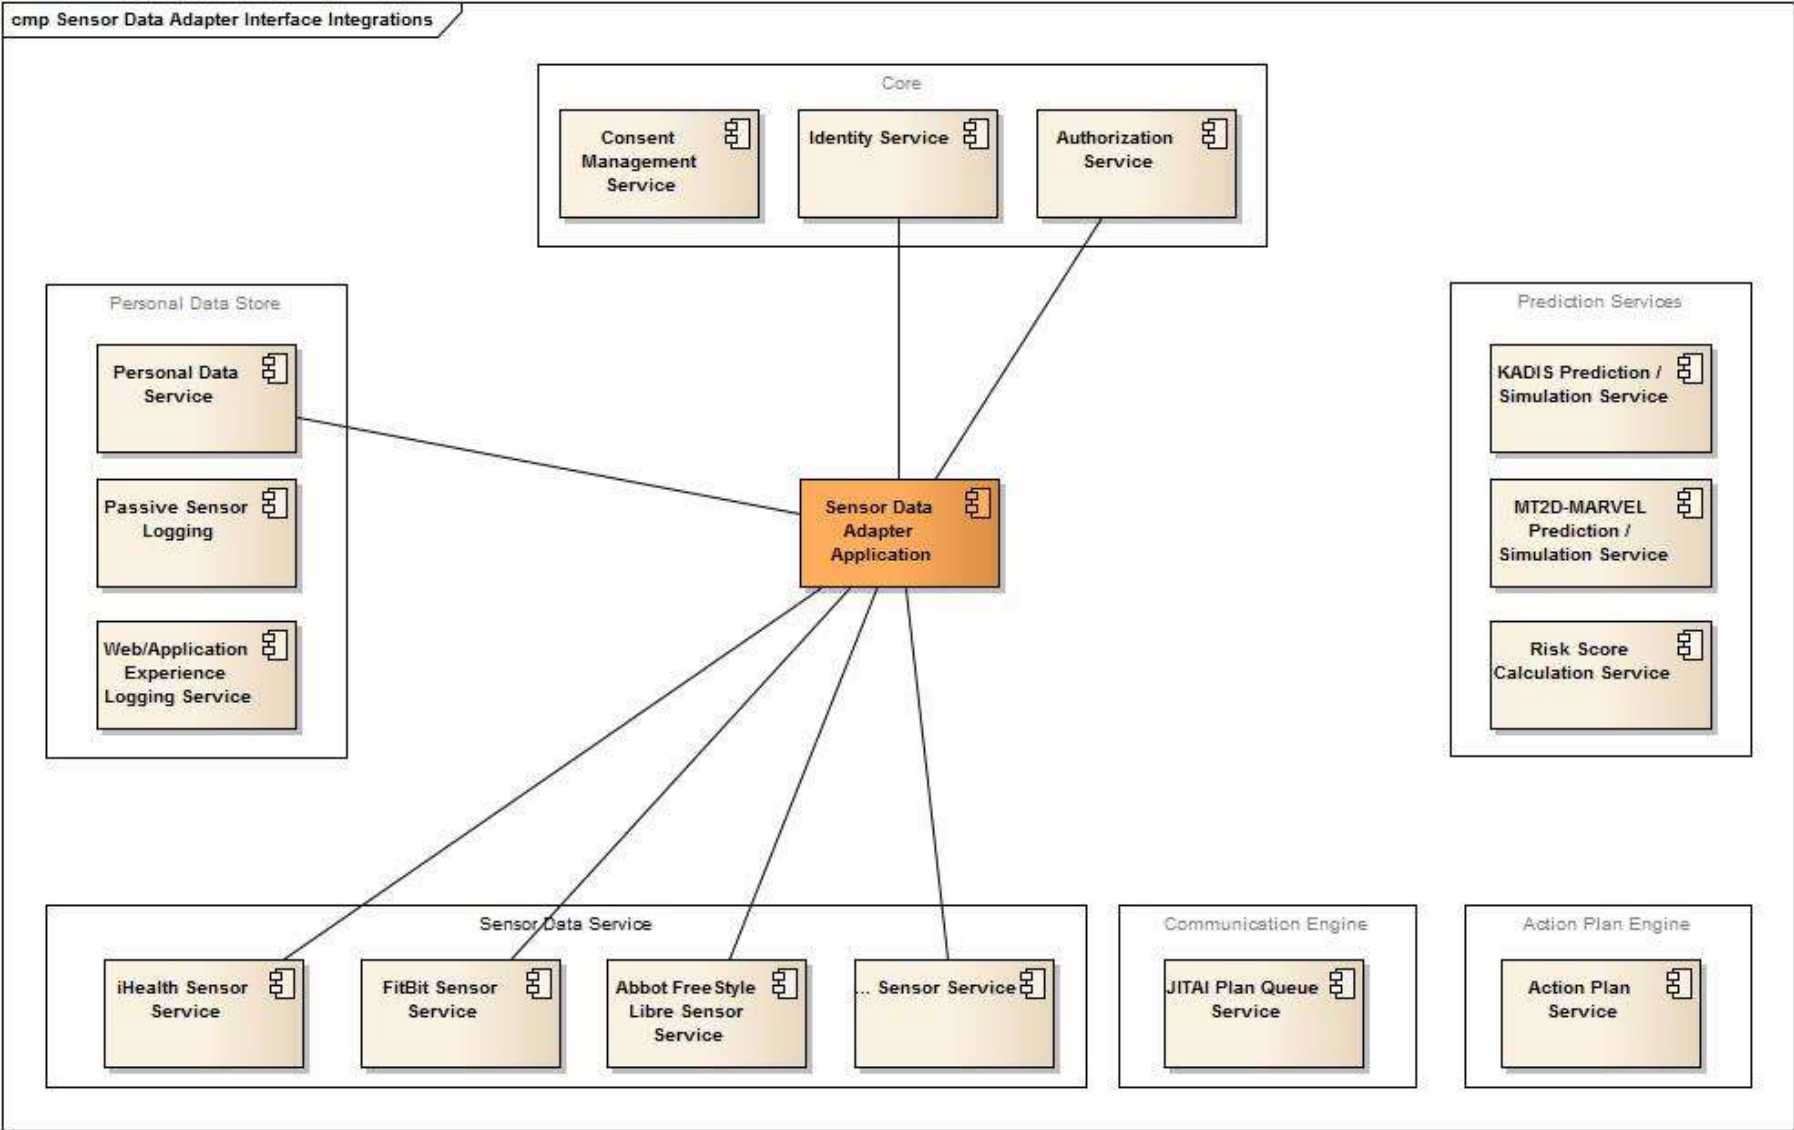 cmp Sensor Data Adapter Interface Integrations
Core
Consent
Management
Service
Identity Service
Authorization
Service
Personal Data Store
Personal Data
Service
Passive Sensor
Logging
Web/Application
Experience
Logging Service
Sensor Data
Adapter
Application
Prediction Services
KADIS Prediction /
Simulation Service
MT2D-MARVEL
Prediction /
Simulation Service
Risk Score
Calculation Service
Sensor Data Service
iHealth Sensor
Service
FitBit Sensor
Service
Abbot FreeStyle
Libre Sensor
Service
... Sensor Service
Communication Engine
JITAI Plan Queue
Service
Action Plan Engine
Action Plan
Service